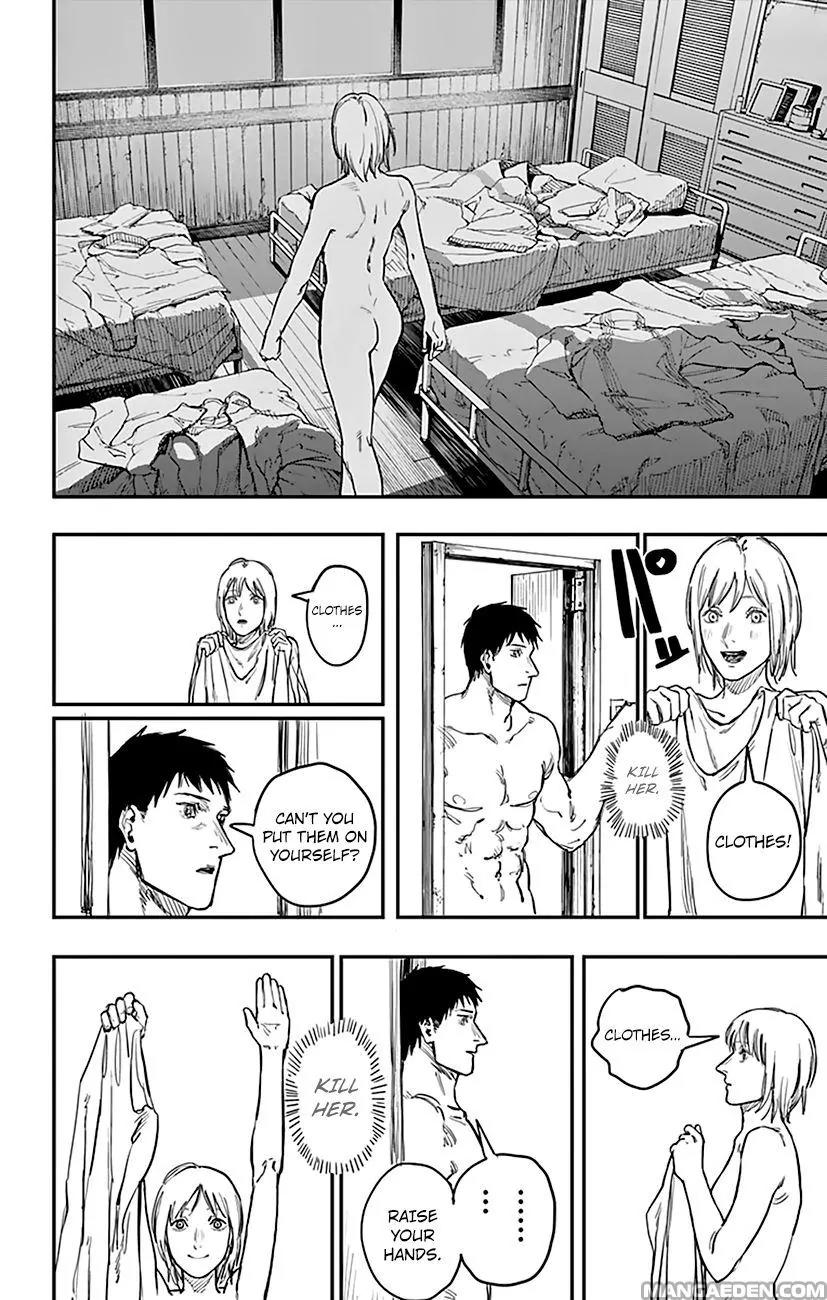 パッ
CLOTHES!
KILL
HER.
CLOTHES
...
CAN'T YOU
PUT THEM ON
YOURSELF?
CLOTHES...
......
RAISE
YOUR
HANDS.
KILL
HER.
MANGAEDEN.COM